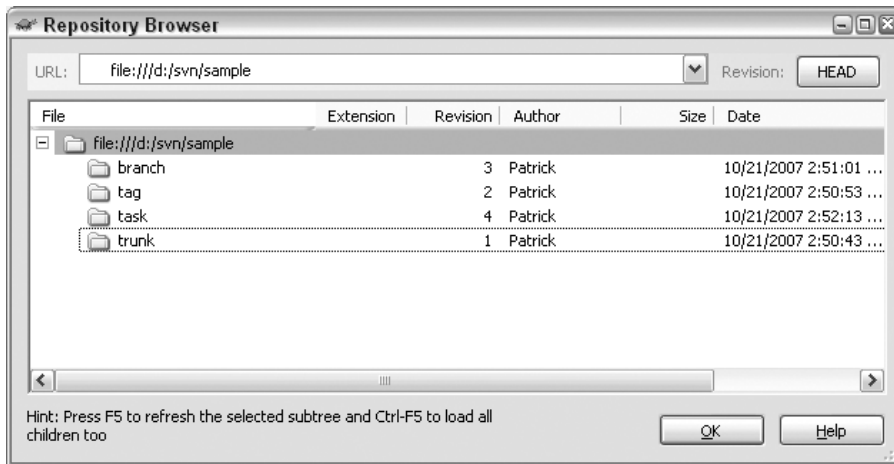 Repository Browser
URL: file:///d:/svn/sample Revision: HEAD
File Extension Revision Author Size Date
file:///d:/svn/sample
branch 3 Patrick 10/21/2007 2:51:01 ...
tag 2 Patrick 10/21/2007 2:50:53 ...
task 4 Patrick 10/21/2007 2:52:13 ...
trunk 1 Patrick 10/21/2007 2:50:43 ...
Hint: Press F5 to refresh the selected subtree and Ctrl-F5 to load all
children too
OK Help